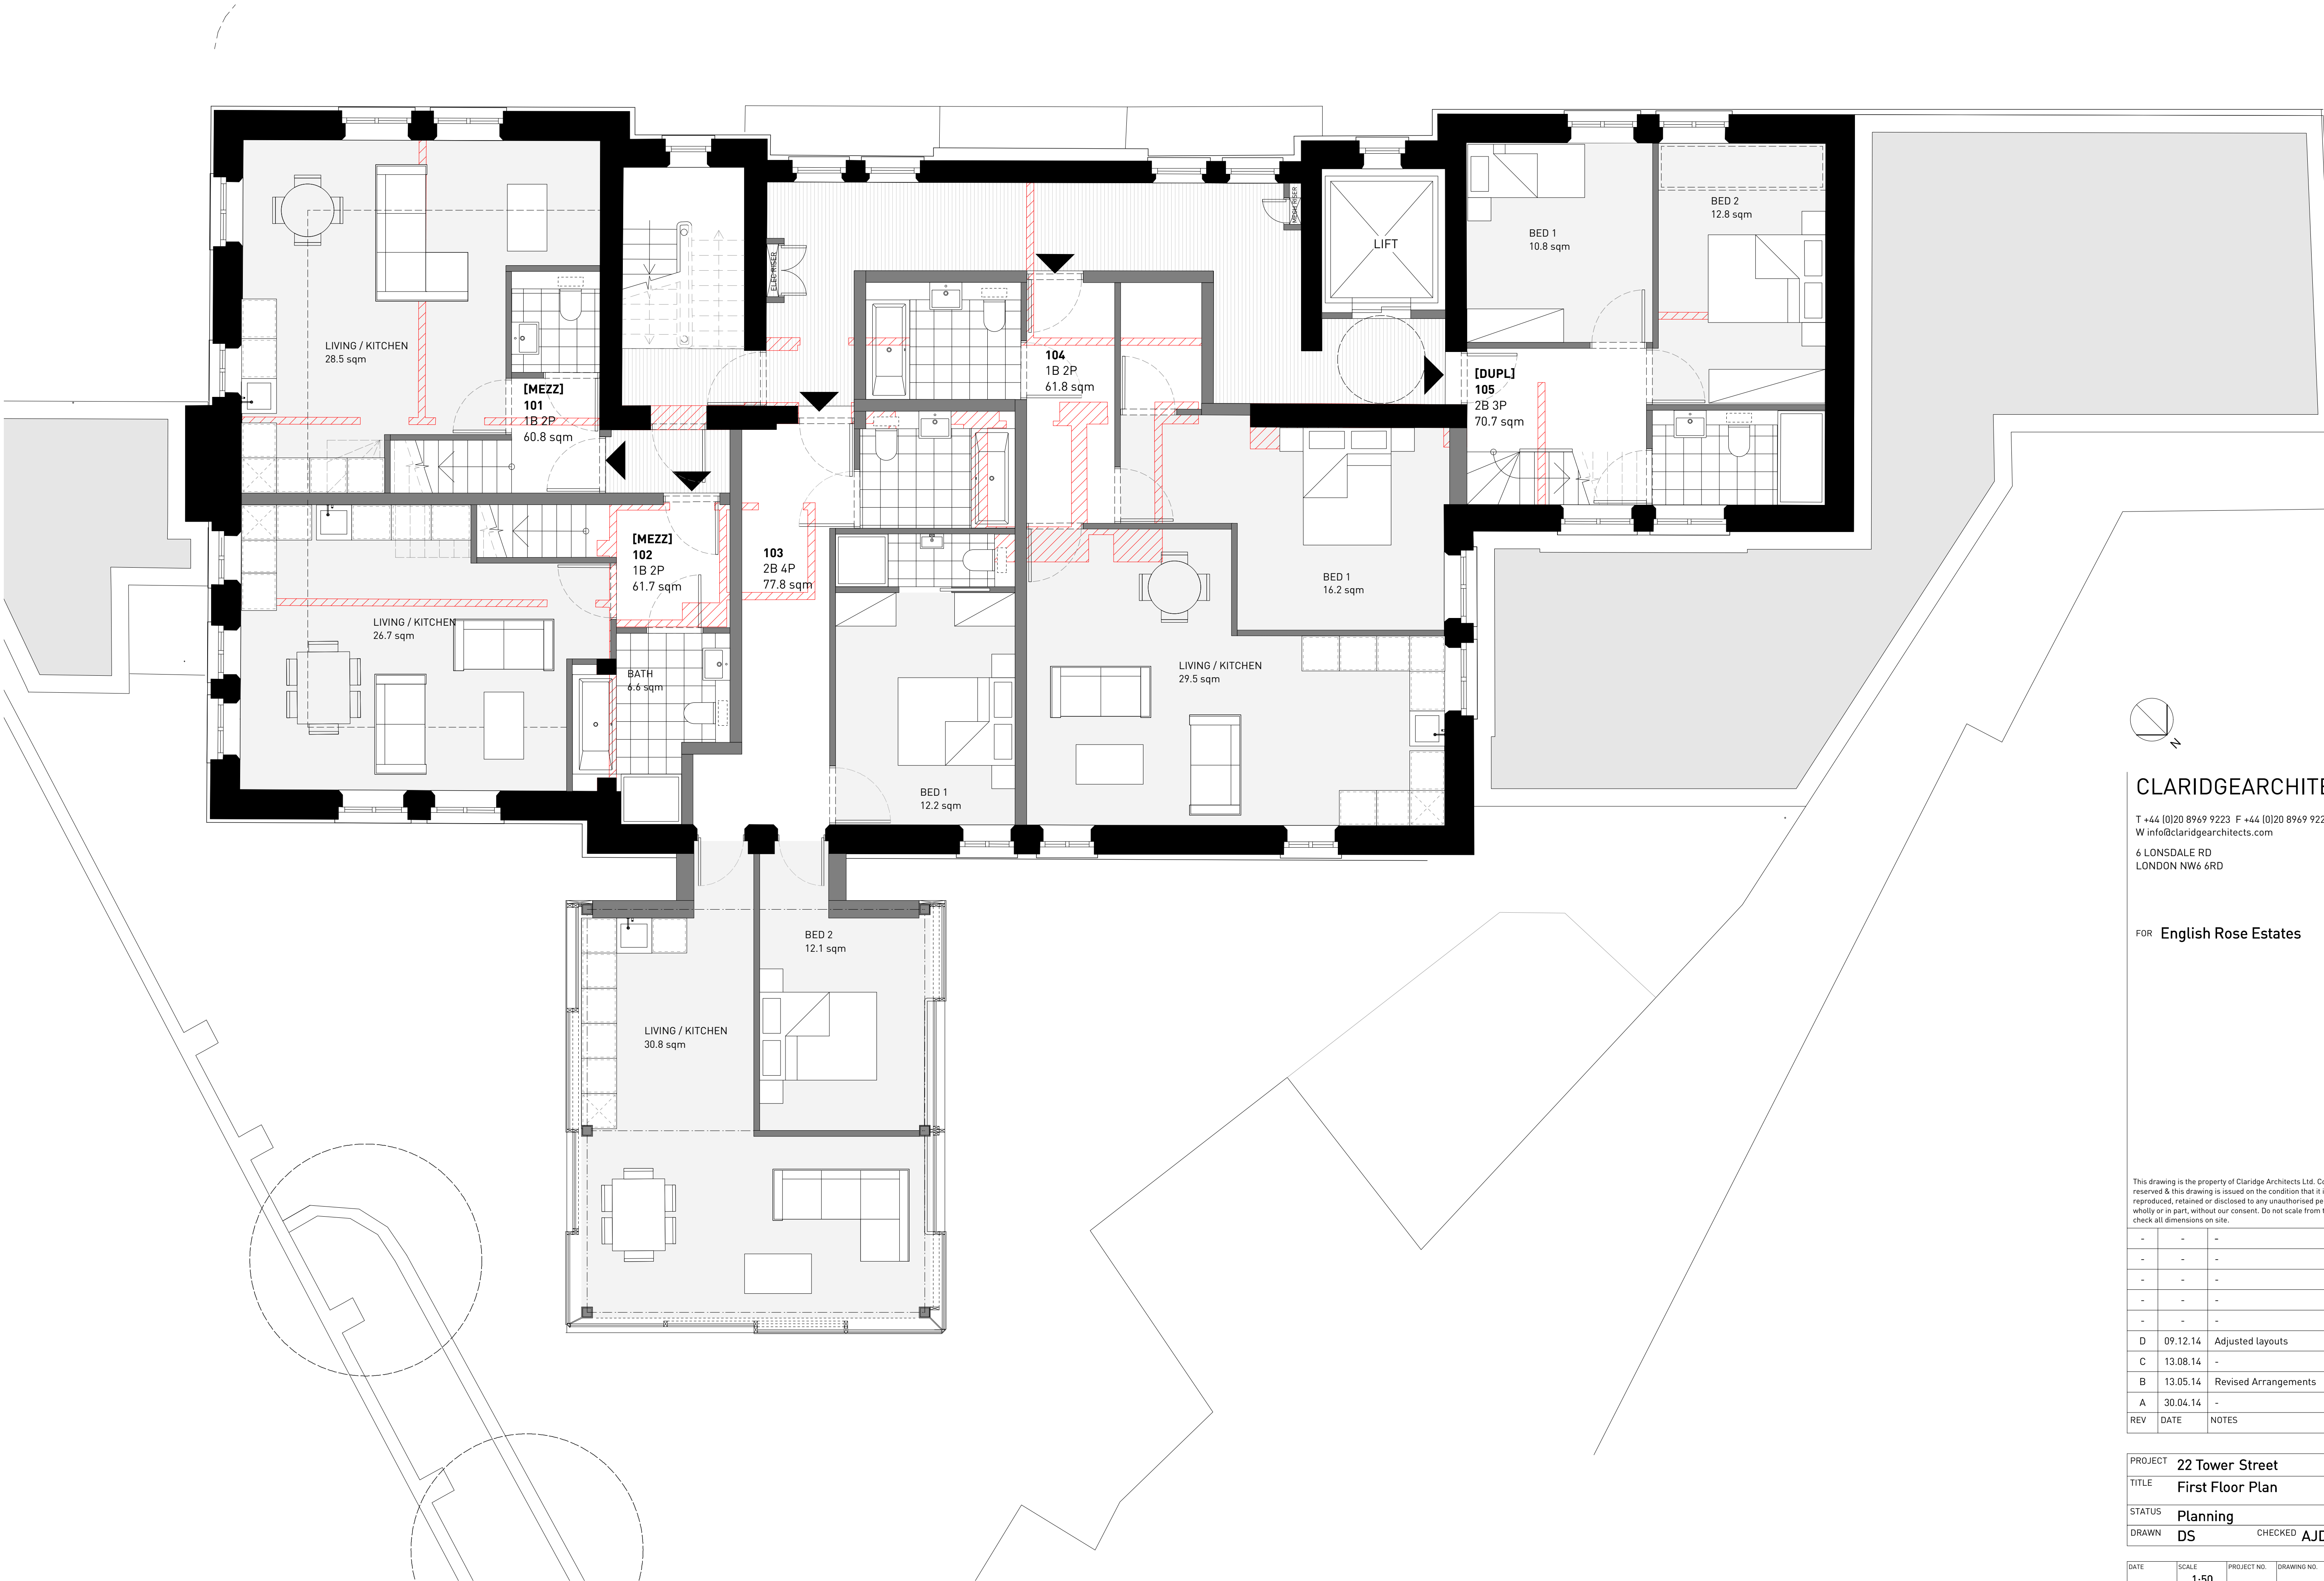 LIVING / KITCHEN
28.5 sqm
[MEZZ]
101
1B 2P
60.8 sqm
ELEC RISER
MECH RISER
LIFT
104
1B 2P
61.8 sqm
BED 1
10.8 sqm
BED 2
12.8 sqm
[DUPL]
105
2B 3P
70.7 sqm
[MEZZ]
102
1B 2P
61.7 sqm
103
2B 4P
77.8 sqm
LIVING / KITCHEN
26.7 sqm
BATH
6.6 sqm
BED 1
12.2 sqm
BED 1
16.2 sqm
LIVING / KITCHEN
29.5 sqm
BED 2
12.1 sqm
LIVING / KITCHEN
30.8 sqm
N
CLARIDGEARCHITE
T +44 (0)20 8969 9223 F +44 (0)20 8969 922
W info@claridgearchitects.com
6 LONSDALE RD
LONDON NW6 6RD
FOR English Rose Estates
This drawing is the property of Claridge Architects Ltd. Co
reserved & this drawing is issued on the condition that it i
reproduced, retained or disclosed to any unauthorised pe
wholly or in part, without our consent. Do not scale from t
check all dimensions on site.
- - -
- - -
- - -
- - -
- - -
D 09.12.14 Adjusted layouts
C 13.08.14 -
B 13.05.14 Revised Arrangements
A 30.04.14 -
REV DATE NOTES
PROJECT 22 Tower Street
TITLE First Floor Plan
STATUS Planning
DRAWN DS CHECKED AJD
DATE SCALE PROJECT NO. DRAWING NO.
1:50